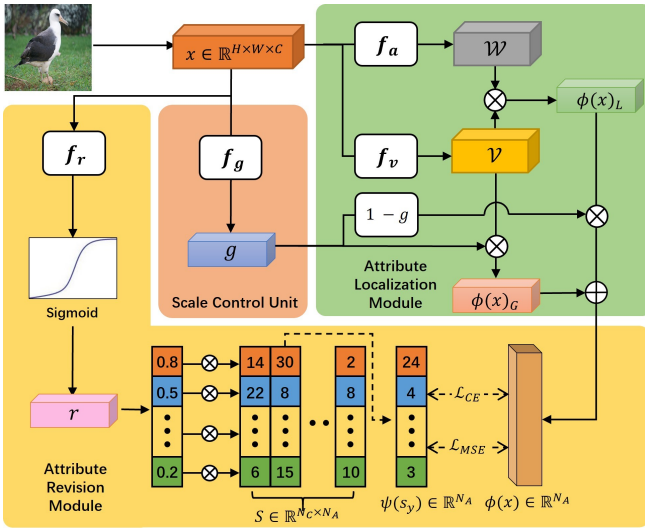 x ∈ ℝ^{H×W×C}
f_a
𝒲
ϕ(x)_L
f_r
f_g
f_v
𝒱
1 − g
g
Attribute
Localization
Module
Scale Control Unit
ϕ(x)_G
Sigmoid
0.8 14 30 2 24
0.5 22 8 8 4
ℒ_{CE}
r
ℒ_{MSE}
0.2 6 15 10 3
Attribute
Revision
Module
S ∈ ℝ^{N_C×N_A}
ψ(s_y) ∈ ℝ^{N_A}
ϕ(x) ∈ ℝ^{N_A}